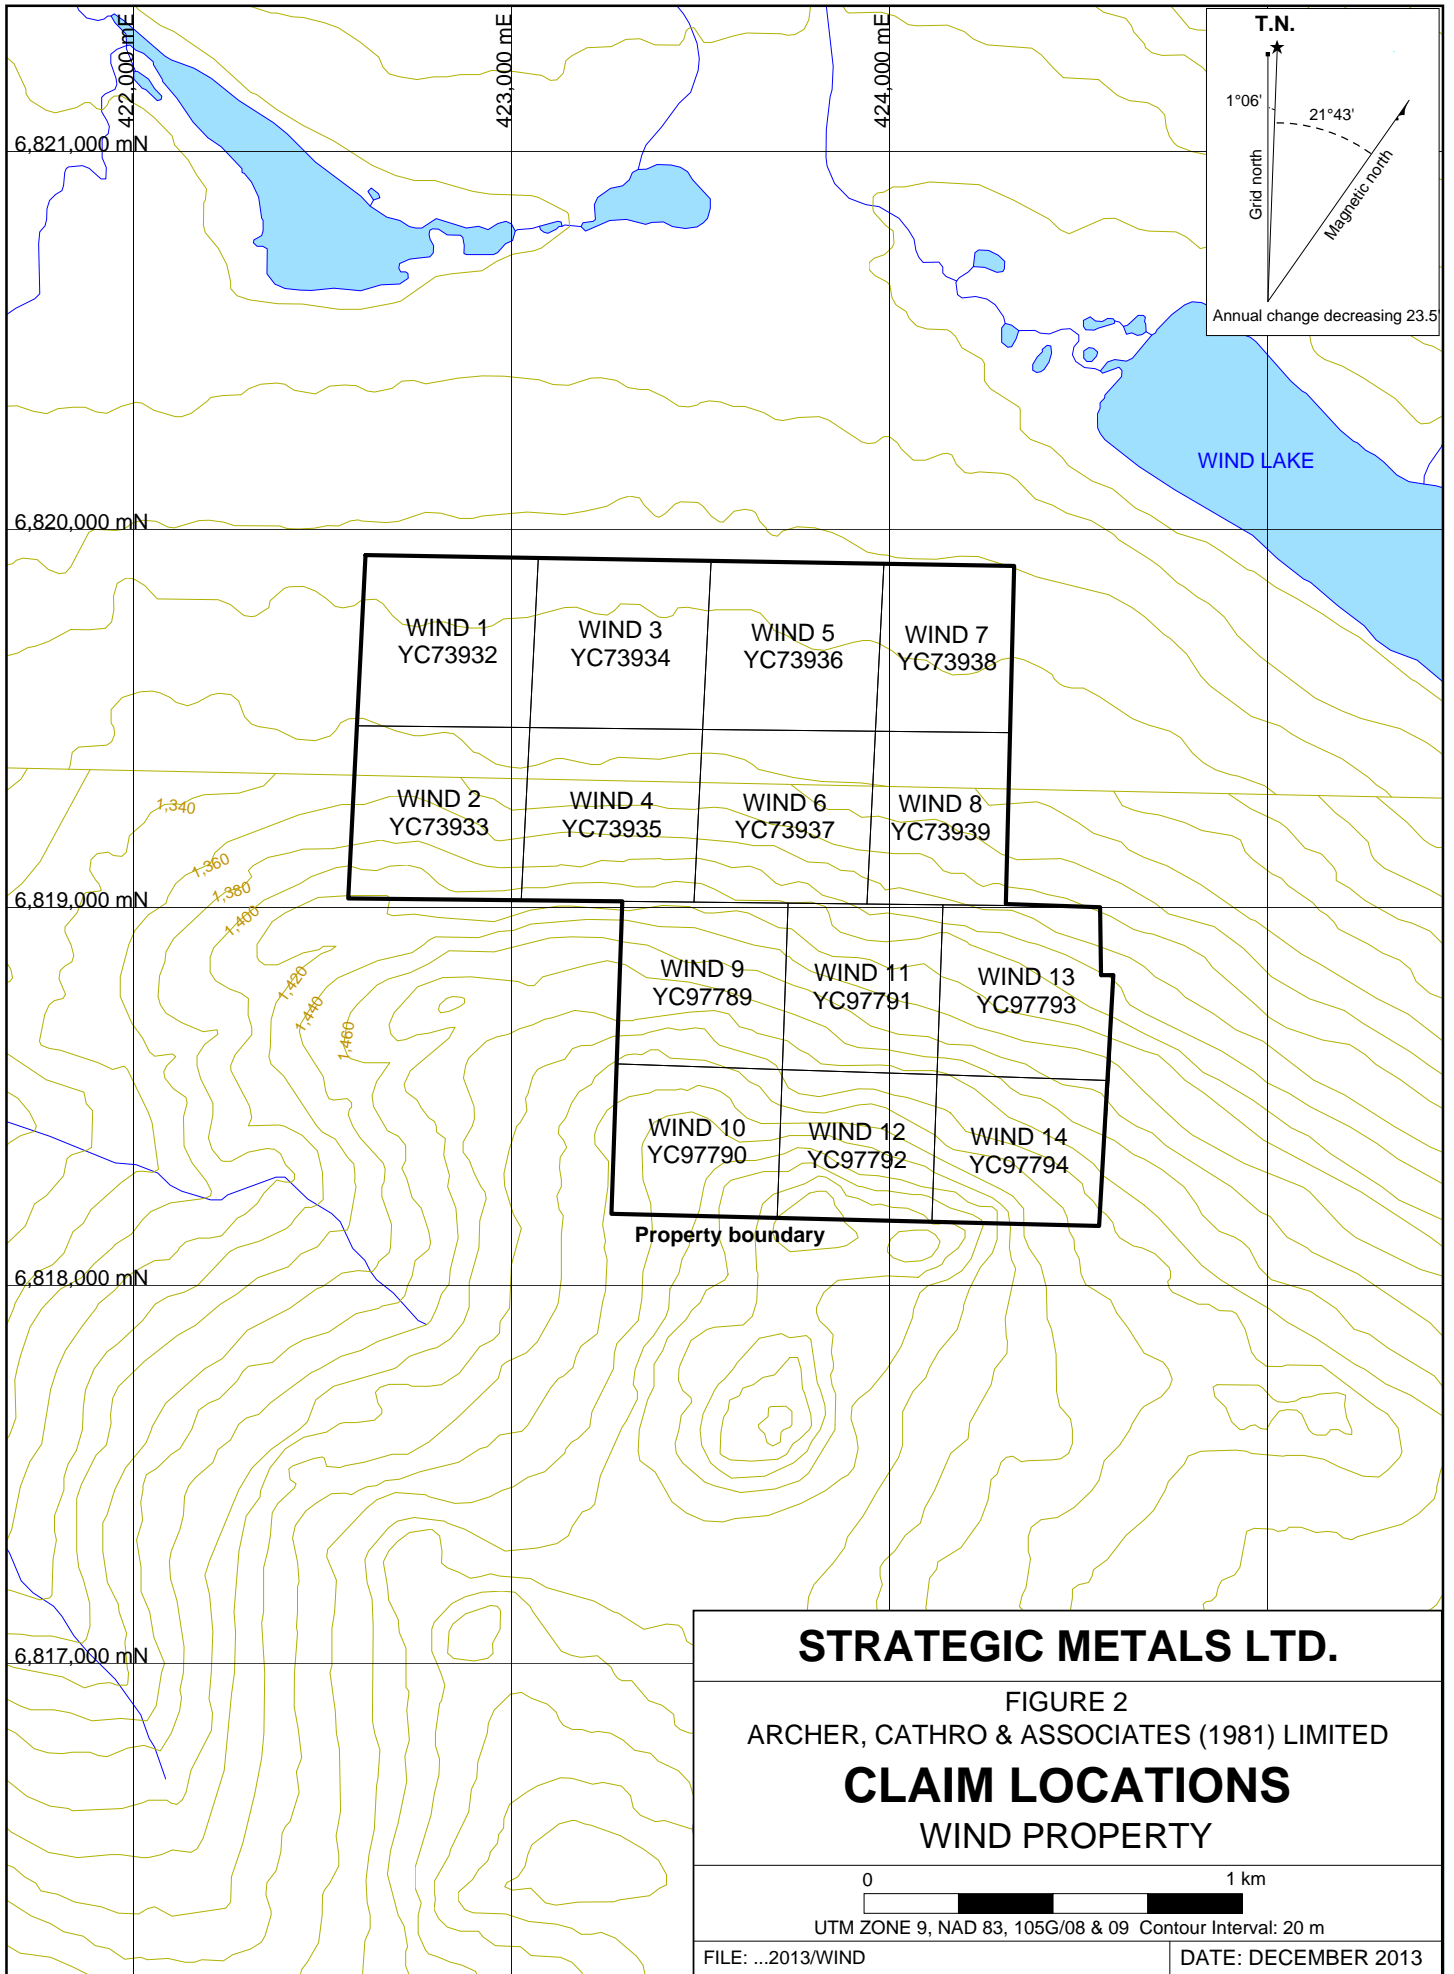 422,000 mE
423,000 mE
424,000 mE
T.N.
1°06'
21°43'
Grid north
Magnetic north
Annual change decreasing 23.5'
6,821,000 mN
WIND LAKE
6,820,000 mN
WIND 1
YC73932
WIND 3
YC73934
WIND 5
YC73936
WIND 7
YC73938
WIND 2
YC73933
WIND 4
YC73935
WIND 6
YC73937
WIND 8
YC73939
1,340
1,360
1,380
1,400
1,420
1,440
1,460
6,819,000 mN
WIND 9
YC97789
WIND 11
YC97791
WIND 13
YC97793
WIND 10
YC97790
WIND 12
YC97792
WIND 14
YC97794
Property boundary
6,818,000 mN
6,817,000 mN
STRATEGIC METALS LTD.
FIGURE 2
ARCHER, CATHRO & ASSOCIATES (1981) LIMITED
CLAIM LOCATIONS
WIND PROPERTY
0 1 km
UTM ZONE 9, NAD 83, 105G/08 & 09 Contour Interval: 20 m
FILE: ...2013/WIND
DATE: DECEMBER 2013